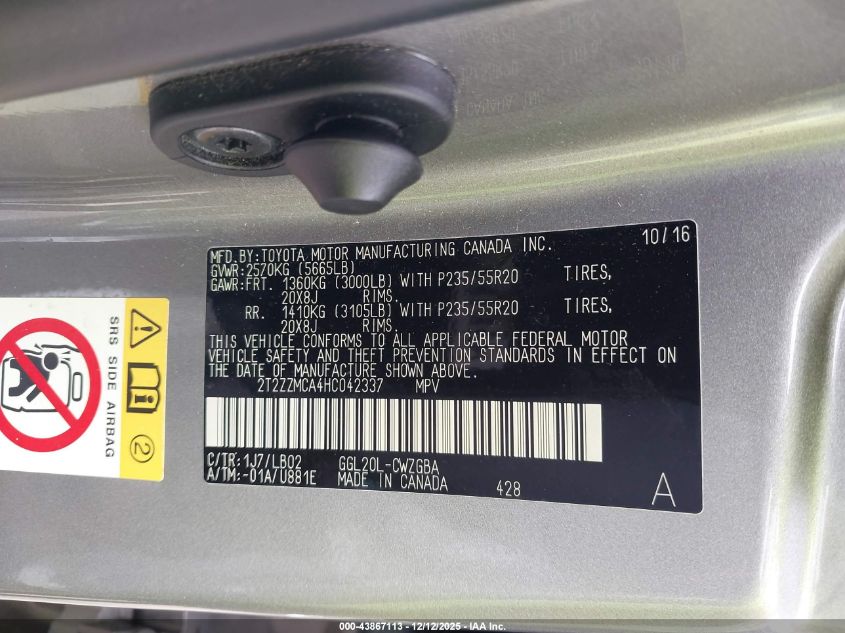 MFD. BY: TOYOTA MOTOR MANUFACTURING CANADA INC. 10/16
GVWR: 2570KG (5665LB)
GAWR: FRT. 1360KG (3000LB) WITH P235/55R20 TIRES,
20X8J RIMS.
RR. 1410KG (3105LB) WITH P235/55R20 TIRES,
20X8J RIMS.
THIS VEHICLE CONFORMS TO ALL APPLICABLE FEDERAL MOTOR
VEHICLE SAFETY AND THEFT PREVENTION STANDARDS IN EFFECT ON
THE DATE OF MANUFACTURE SHOWN ABOVE.
2T2ZZMCA4HC042337 MPV
C/TR: 1J7/LB02 GGL20L-CWZGBA
A/TM: -01A/U881E MADE IN CANADA 428 A
SRS SIDE AIRBAG
2
000-43867113 - 12/12/2025 - IAA Inc.